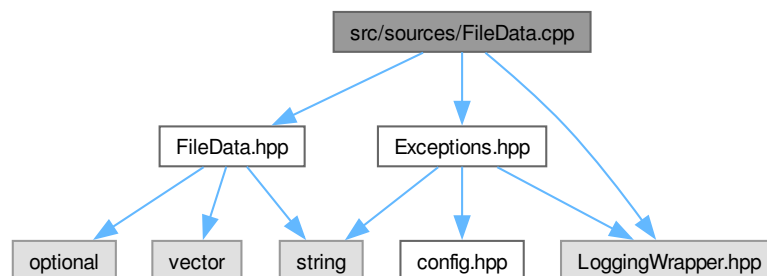 src/sources/FileData.cpp
FileData.hpp
Exceptions.hpp
optional
vector
string
config.hpp
LoggingWrapper.hpp